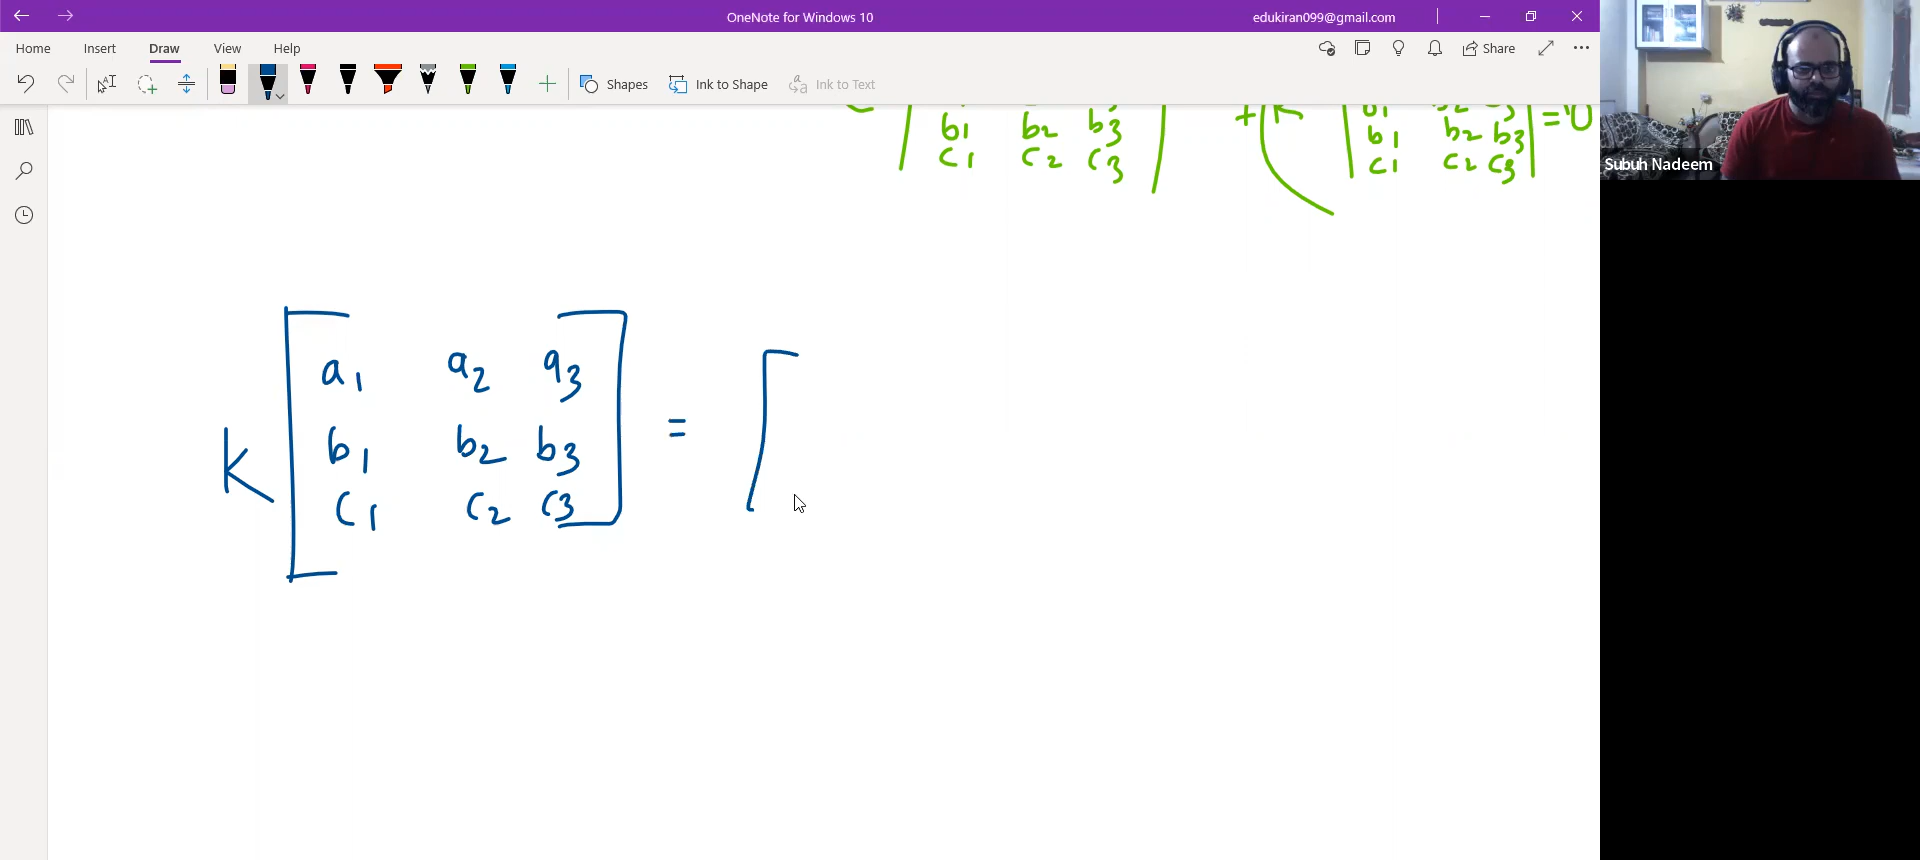 OneNote for Windows 10
edukiran099@gmail.com
Home Insert Draw View Help
Share
Shapes
Ink to Shape
Ink to Text
b1 b2 b3
c1 c2 c3
+ K
b1 b2 b3 = 0
c1 c2 c3
Subuh Nadeem
a1 a2 a3
K b1 b2 b3 =
c1 c2 c3